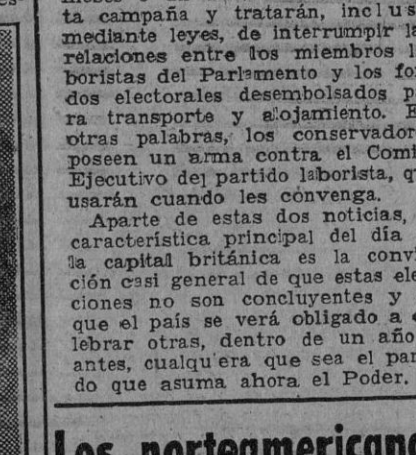 ta campaña y tratarán, inclus
mediante leyes, de interrumpir la
relaciones entre los miembros l
boristas del Parlamento y los fo
dos electorales desembolsados p
ra transporte y alojamiento. E
otras palabras, los conservador
poseen un arma contra el Comi
Ejecutivo del partido laborista, q
usarán cuando les convenga.
Aparte de estas dos noticias,
característica principal del día
la capital británica es la convi
ción casi general de que estas ele
ciones no son concluyentes y
que el país se verá obligado a c
lebrar otras, dentro de un año
antes, cualquiera que sea el par
do que asuma ahora el Poder.
Los norteamericano